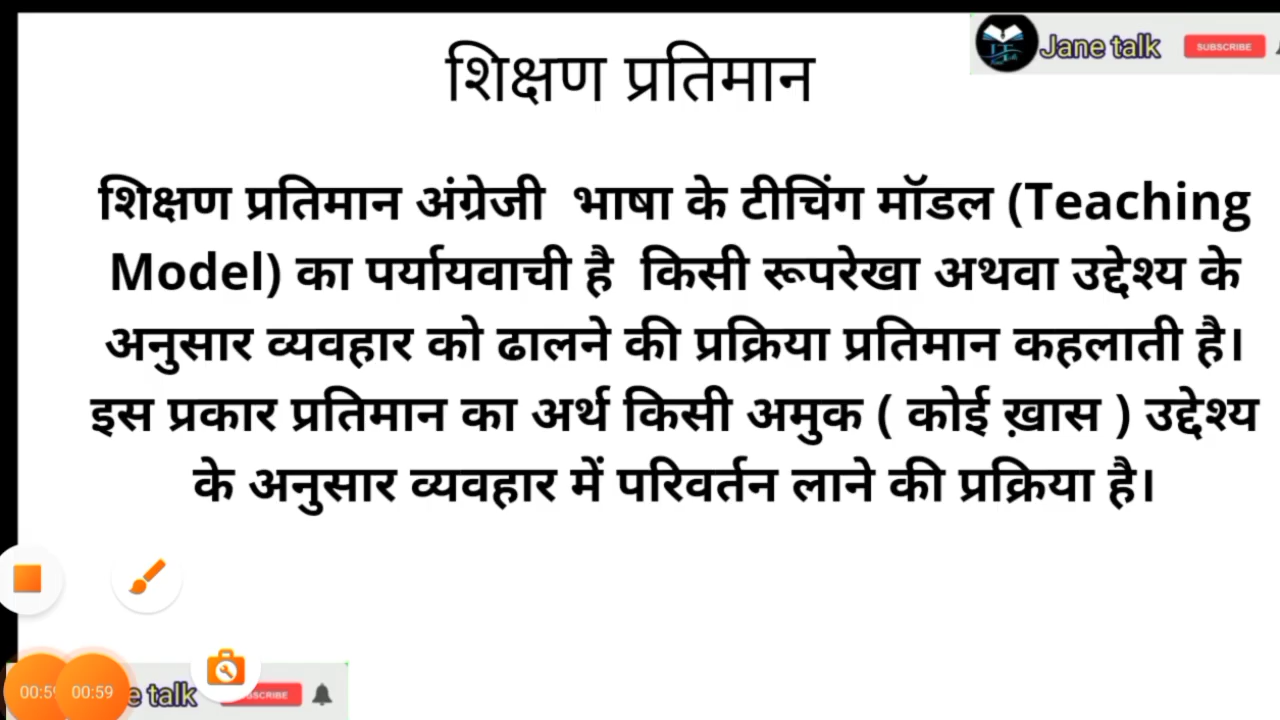 Jane talk
SUBSCRIBE
शिक्षण प्रतिमान
शिक्षण प्रतिमान अंग्रेजी भाषा के टीचिंग मॉडल (Teaching
Model) का पर्यायवाची है किसी रूपरेखा अथवा उद्देश्य के
अनुसार व्यवहार को ढालने की प्रक्रिया प्रतिमान कहलाती है।
इस प्रकार प्रतिमान का अर्थ किसी अमुक ( कोई ख़ास ) उद्देश्य
के अनुसार व्यवहार में परिवर्तन लाने की प्रक्रिया है।
00:59
talk